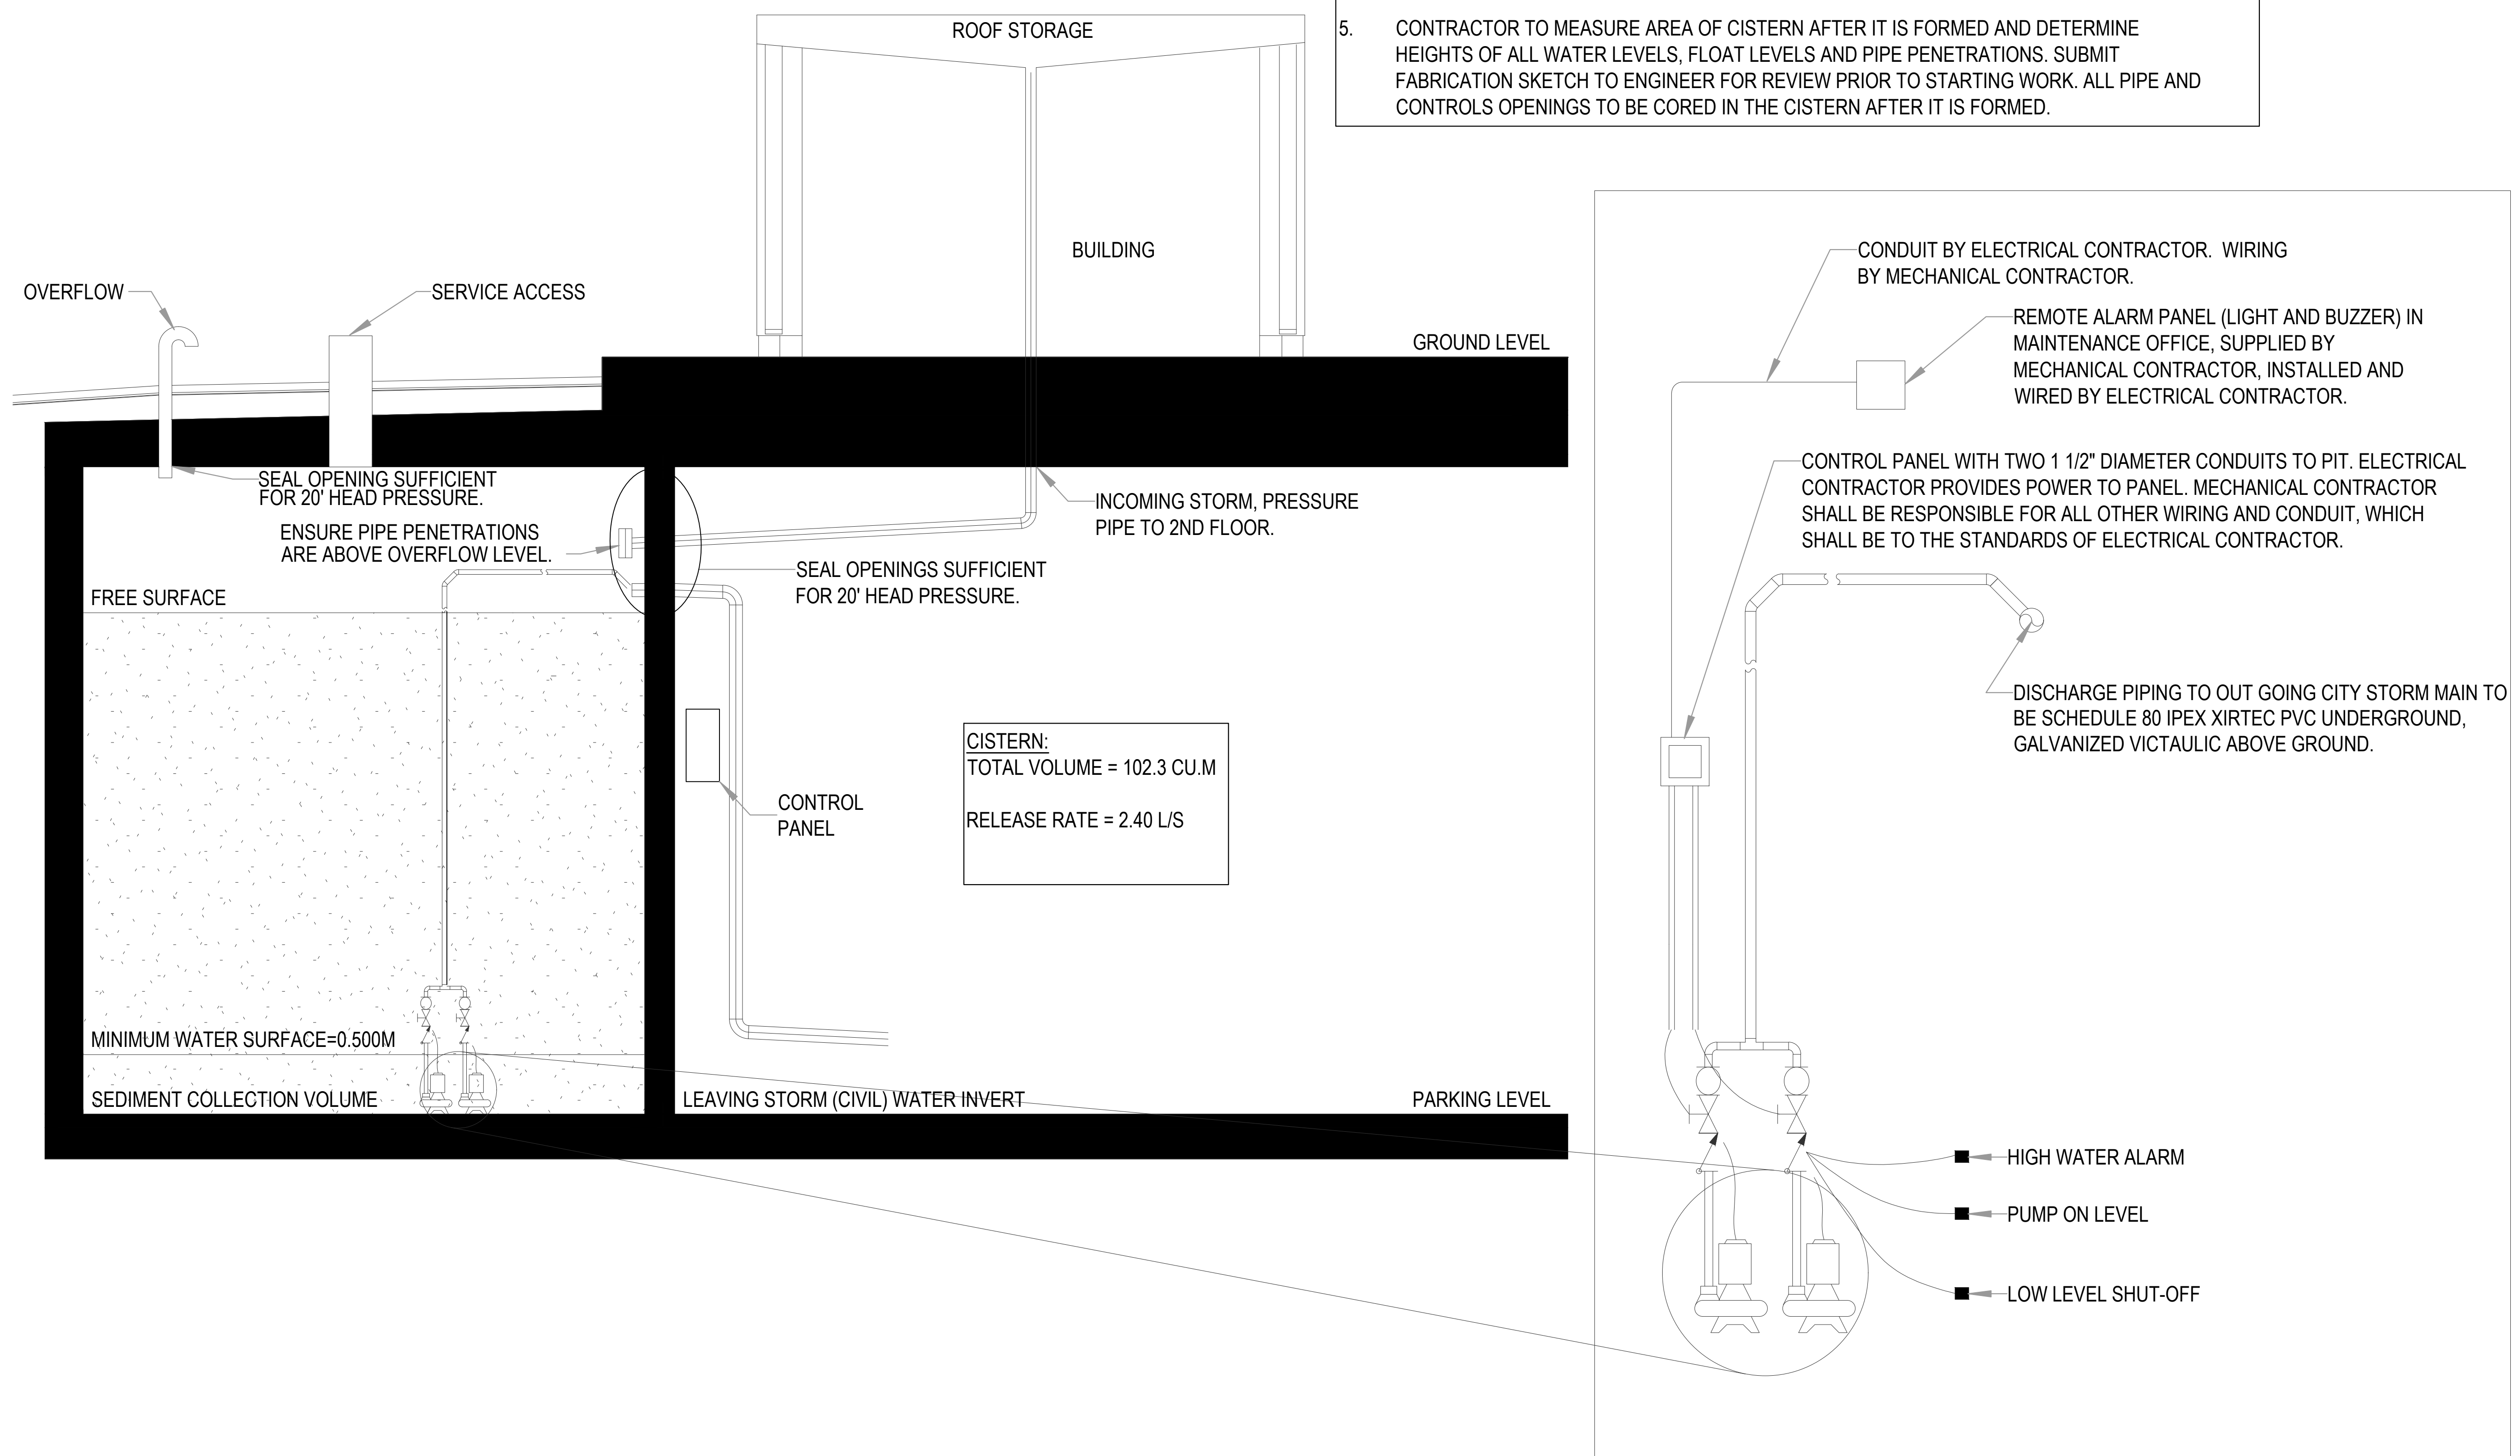 5. CONTRACTOR TO MEASURE AREA OF CISTERN AFTER IT IS FORMED AND DETERMINE
HEIGHTS OF ALL WATER LEVELS, FLOAT LEVELS AND PIPE PENETRATIONS. SUBMIT
FABRICATION SKETCH TO ENGINEER FOR REVIEW PRIOR TO STARTING WORK. ALL PIPE AND
CONTROLS OPENINGS TO BE CORED IN THE CISTERN AFTER IT IS FORMED.
ROOF STORAGE
BUILDING
OVERFLOW
SERVICE ACCESS
GROUND LEVEL
SEAL OPENING SUFFICIENT
FOR 20' HEAD PRESSURE.
ENSURE PIPE PENETRATIONS
ARE ABOVE OVERFLOW LEVEL.
INCOMING STORM, PRESSURE
PIPE TO 2ND FLOOR.
SEAL OPENINGS SUFFICIENT
FOR 20' HEAD PRESSURE.
FREE SURFACE
CISTERN:
TOTAL VOLUME = 102.3 CU.M
RELEASE RATE = 2.40 L/S
CONTROL
PANEL
MINIMUM WATER SURFACE=0.500M
SEDIMENT COLLECTION VOLUME
LEAVING STORM (CIVIL) WATER INVERT
PARKING LEVEL
CONDUIT BY ELECTRICAL CONTRACTOR. WIRING
BY MECHANICAL CONTRACTOR.
REMOTE ALARM PANEL (LIGHT AND BUZZER) IN
MAINTENANCE OFFICE, SUPPLIED BY
MECHANICAL CONTRACTOR, INSTALLED AND
WIRED BY ELECTRICAL CONTRACTOR.
CONTROL PANEL WITH TWO 1 1/2" DIAMETER CONDUITS TO PIT. ELECTRICAL
CONTRACTOR PROVIDES POWER TO PANEL. MECHANICAL CONTRACTOR
SHALL BE RESPONSIBLE FOR ALL OTHER WIRING AND CONDUIT, WHICH
SHALL BE TO THE STANDARDS OF ELECTRICAL CONTRACTOR.
DISCHARGE PIPING TO OUT GOING CITY STORM MAIN TO
BE SCHEDULE 80 IPEX XIRTEC PVC UNDERGROUND,
GALVANIZED VICTAULIC ABOVE GROUND.
HIGH WATER ALARM
PUMP ON LEVEL
LOW LEVEL SHUT-OFF